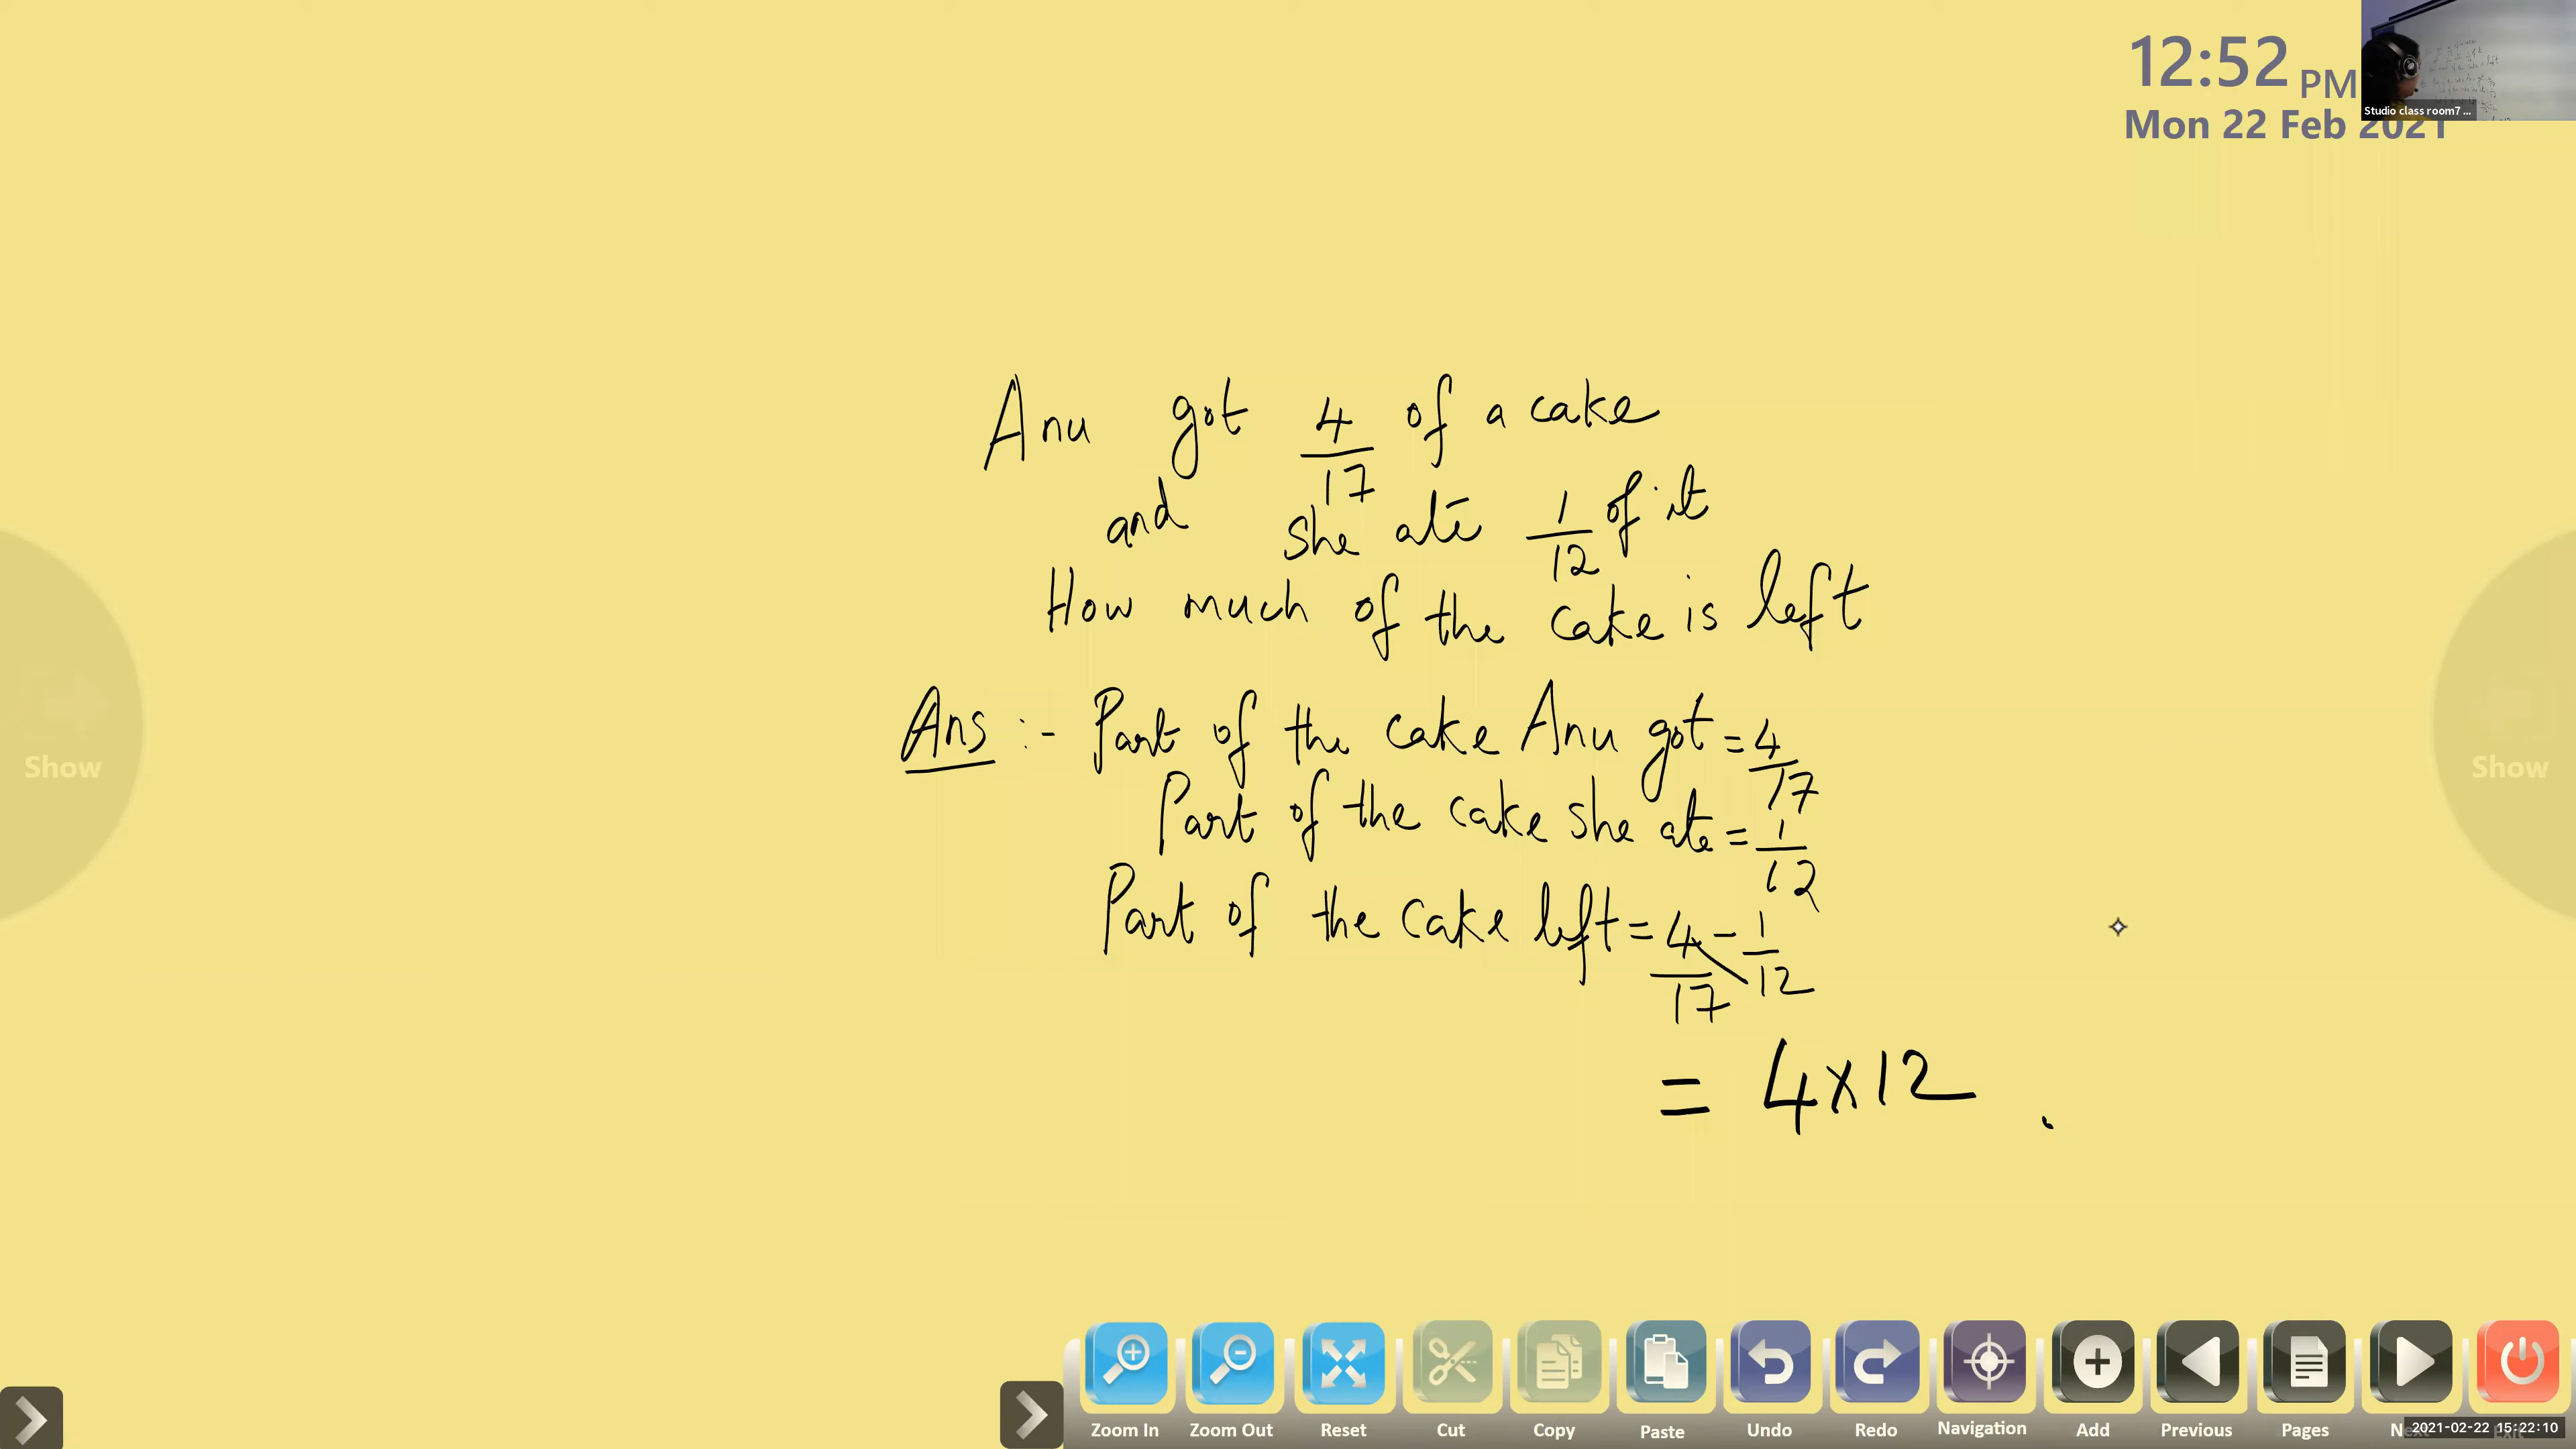 12:52 PM
Mon 22 Feb 2021
Studio class room7 ...
Anu got 4/17 of a cake
and she ate 1/12 of it
How much of the cake is left
Ans :- Part of the cake Anu got = 4/17
Part of the cake she ate = 1/12
Part of the cake left = 4/17 - 1/12
= 4x12
Show
Show
Zoom In Zoom Out Reset Cut Copy Paste Undo Redo Navigation Add Previous Pages
2021-02-22 15:22:10